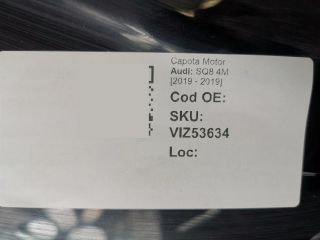 Capota Motor
Audi: SQ8 4M
[2019 - 2019]
Cod OE:
SKU:
VIZ53634
Loc: